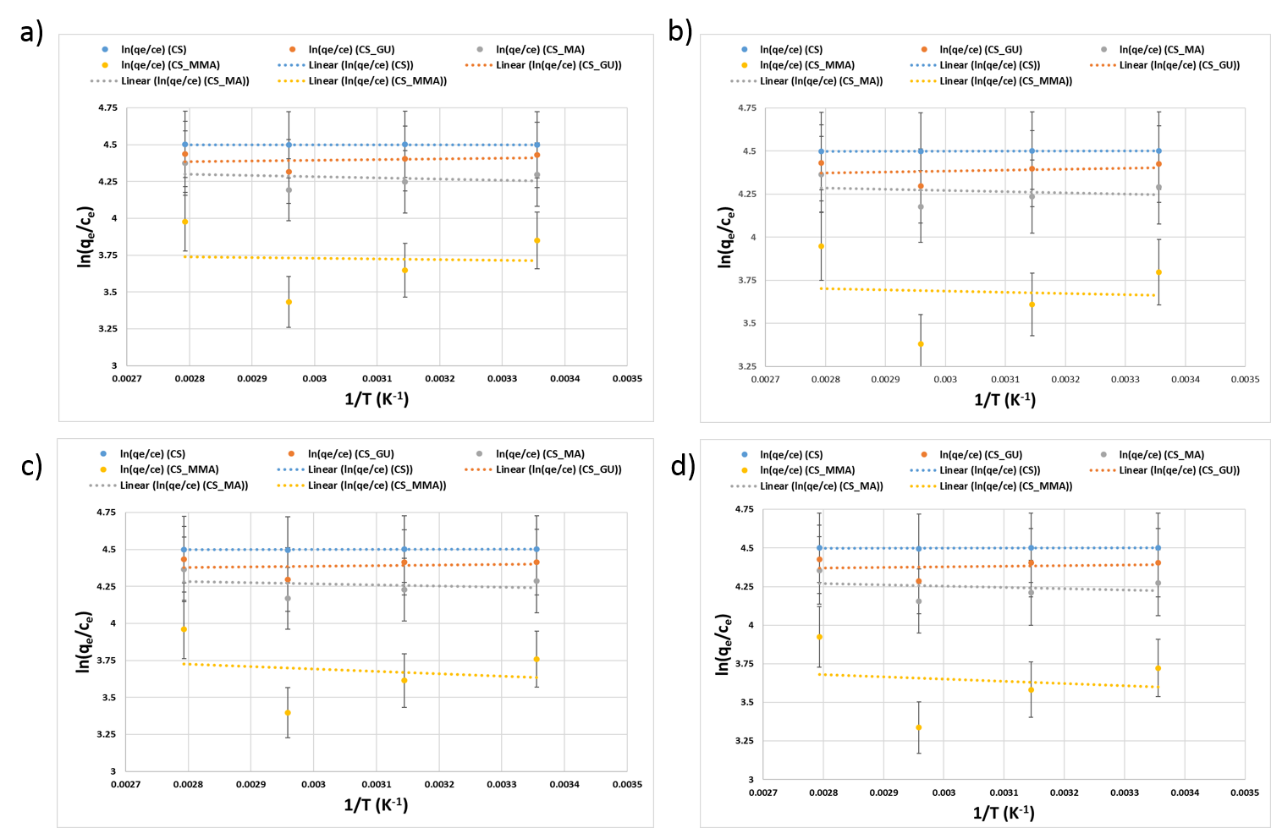 a)
ln(qe/ce) (CS) ln(qe/ce) (CS_GU) ln(qe/ce) (CS_MA)
ln(qe/ce) (CS_MMA) Linear (ln(qe/ce) (CS)) Linear (ln(qe/ce) (CS_GU))
Linear (ln(qe/ce) (CS_MA)) Linear (ln(qe/ce) (CS_MMA))
4.75
4.5
4.25
4
3.75
3.5
3.25
3
ln(qe/ce)
0.0027 0.0028 0.0029 0.003 0.0031 0.0032 0.0033 0.0034 0.0035
1/T (K-1)
b)
ln(qe/ce) (CS) ln(qe/ce) (CS_GU) ln(qe/ce) (CS_MA)
ln(qe/ce) (CS_MMA) Linear (ln(qe/ce) (CS)) Linear (ln(qe/ce) (CS_GU))
Linear (ln(qe/ce) (CS_MA)) Linear (ln(qe/ce) (CS_MMA))
4.75
4.5
4.25
4
3.75
3.5
3.25
ln(qe/ce)
0.0027 0.0028 0.0029 0.003 0.0031 0.0032 0.0033 0.0034 0.0035
1/T (K-1)
c)
ln(qe/ce) (CS) ln(qe/ce) (CS_GU) ln(qe/ce) (CS_MA)
ln(qe/ce) (CS_MMA) Linear (ln(qe/ce) (CS)) Linear (ln(qe/ce) (CS_GU))
Linear (ln(qe/ce) (CS_MA)) Linear (ln(qe/ce) (CS_MMA))
4.75
4.5
4.25
4
3.75
3.5
3.25
3
ln(qe/ce)
0.0027 0.0028 0.0029 0.003 0.0031 0.0032 0.0033 0.0034 0.0035
1/T (K-1)
d)
ln(qe/ce) (CS) ln(qe/ce) (CS_GU) ln(qe/ce) (CS_MA)
ln(qe/ce) (CS_MMA) Linear (ln(qe/ce) (CS)) Linear (ln(qe/ce) (CS_GU))
Linear (ln(qe/ce) (CS_MA)) Linear (ln(qe/ce) (CS_MMA))
4.75
4.5
4.25
4
3.75
3.5
3.25
3
ln(qe/ce)
0.0027 0.0028 0.0029 0.003 0.0031 0.0032 0.0033 0.0034 0.0035
1/T (K-1)